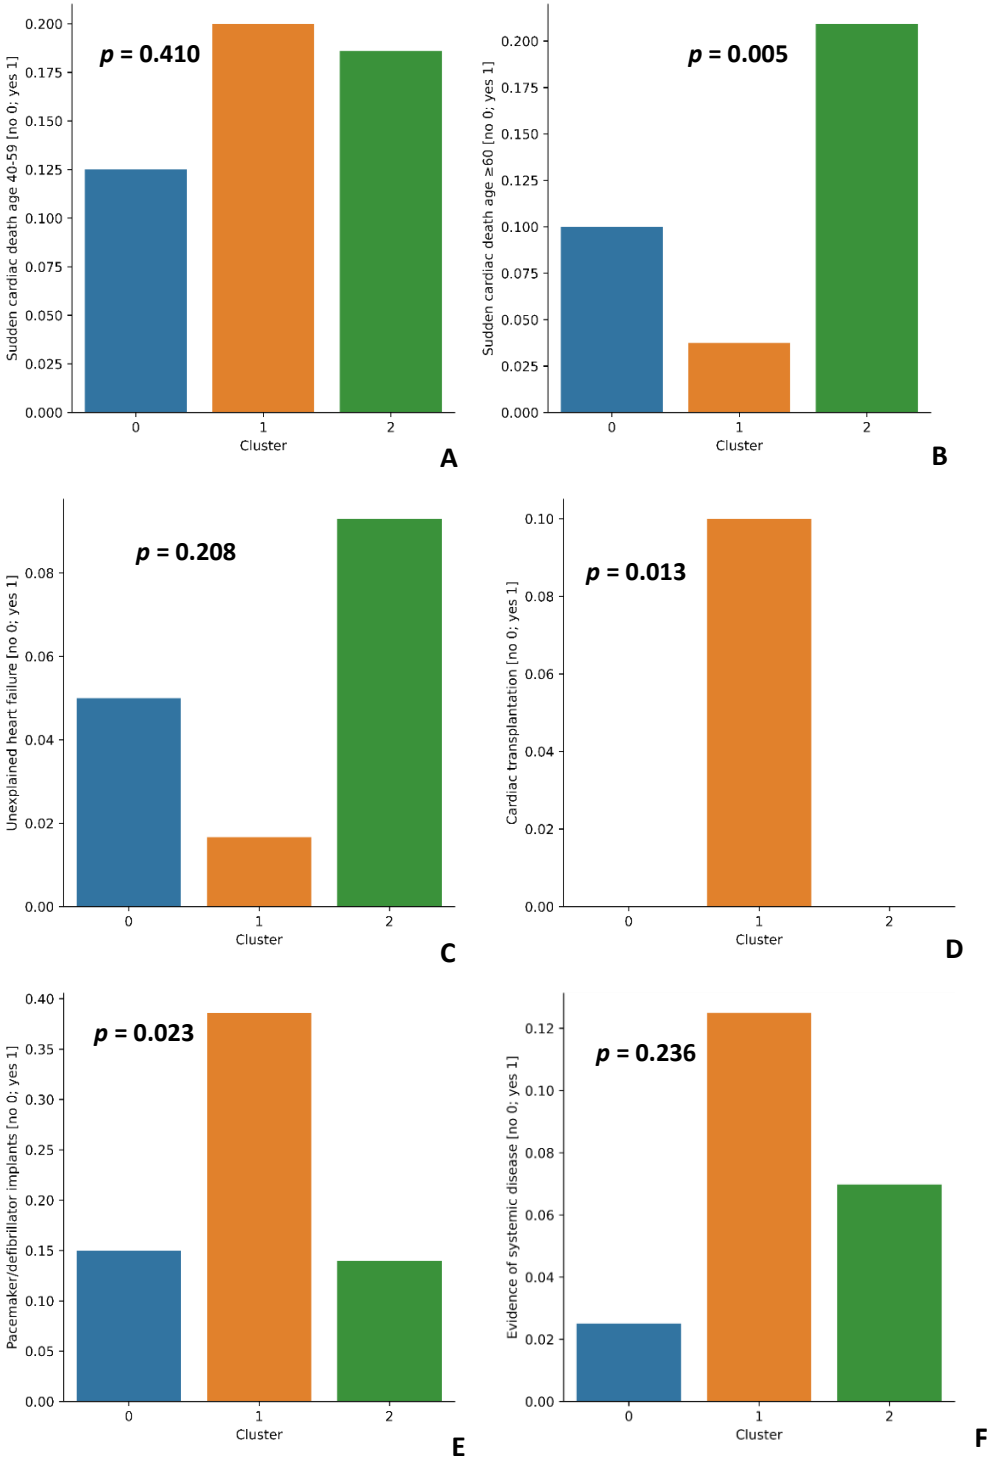 Sudden cardiac death age 40-59 [no 0; yes 1]
0.200
0.175
0.150
0.125
0.100
0.075
0.050
0.025
0.000
p = 0.410
0 1 2
Cluster
A
Sudden cardiac death age ≥60 [no 0; yes 1]
0.200
0.175
0.150
0.125
0.100
0.075
0.050
0.025
0.000
p = 0.005
0 1 2
Cluster
B
Unexplained heart failure [no 0; yes 1]
0.08
0.06
0.04
0.02
0.00
p = 0.208
0 1 2
Cluster
C
Cardiac transplantation [no 0; yes 1]
0.10
0.08
0.06
0.04
0.02
0.00
p = 0.013
0 1 2
Cluster
D
Pacemaker/defibrillator implants [no 0; yes 1]
0.40
0.35
0.30
0.25
0.20
0.15
0.10
0.05
0.00
p = 0.023
0 1 2
Cluster
E
Evidence of systemic disease [no 0; yes 1]
0.12
0.10
0.08
0.06
0.04
0.02
0.00
p = 0.236
0 1 2
Cluster
F